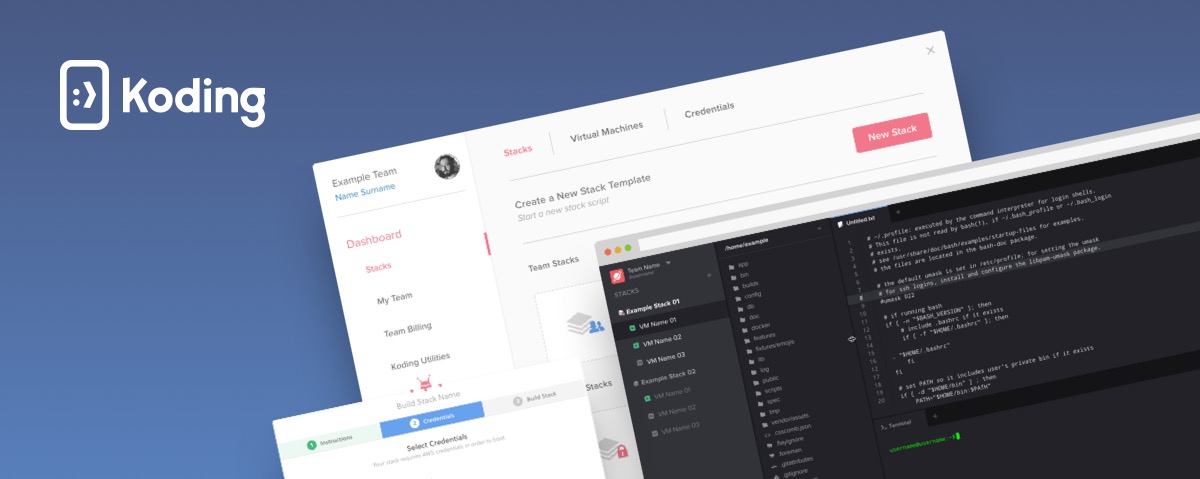 Koding
Example Team
Name Surname
Dashboard
Stacks
My Team
Team Billing
Koding Utilities
Stacks
Virtual Machines
Credentials
New Stack
Create a New Stack Template
Start a new stack script
Team Stacks
Stacks
Build Stack Name
1 Instructions
2 Credentials
3 Build Stack
Select Credentials
Your stack requires AWS credentials in order to boot
Team Name
STACKS
Example Stack 01
VM Name 01
VM Name 02
VM Name 03
Example Stack 02
VM Name 01
VM Name 02
VM Name 03
/home/example
app
bin
builds
config
db
doc
docker
features
fixtures/emojis
lib
log
public
scripts
spec
tmp
vendor/assets
.csscomb.json
.flayignore
.foreman
.gitattributes
.gitignore
Untitled.txt
1 # ~/.profile: executed by the command interpreter for login shells.
2 # This file is not read by bash(1), if ~/.bash_profile or ~/.bash_login
3 # exists.
4 # see /usr/share/doc/bash/examples/startup-files for examples.
5 # the files are located in the bash-doc package.
6
7 # the default umask is set in /etc/profile; for setting the umask
8 # for ssh logins, install and configure the libpam-umask package.
9 #umask 022
10
11 # if running bash
12 if [ -n "$BASH_VERSION" ]; then
13 # include .bashrc if it exists
14 if [ -f "$HOME/.bashrc" ]; then
15 . "$HOME/.bashrc"
16 fi
17 fi
18
19 # set PATH so it includes user's private bin if it exists
20 if [ -d "$HOME/bin" ] ; then
PATH="$HOME/bin:$PATH"
Terminal
username@username:~$